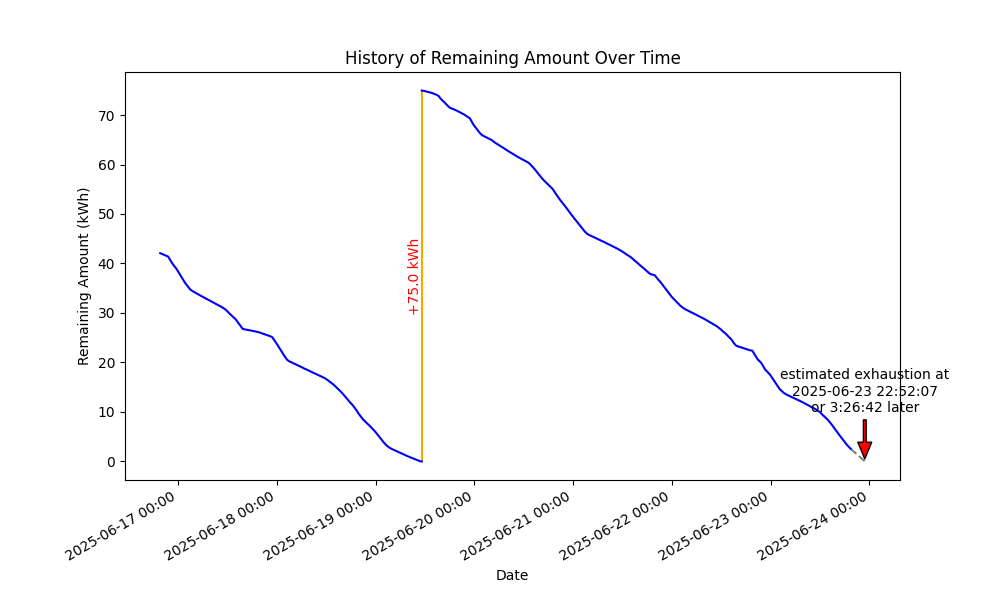 History of Remaining Amount Over Time
Remaining Amount (kWh)
70
60
50
40
30
20
10
0
+75.0 kWh
estimated exhaustion at
2025-06-23 22:52:07
or 3:26:42 later
2025-06-17 00:00
2025-06-18 00:00
2025-06-19 00:00
2025-06-20 00:00
2025-06-21 00:00
2025-06-22 00:00
2025-06-23 00:00
2025-06-24 00:00
Date